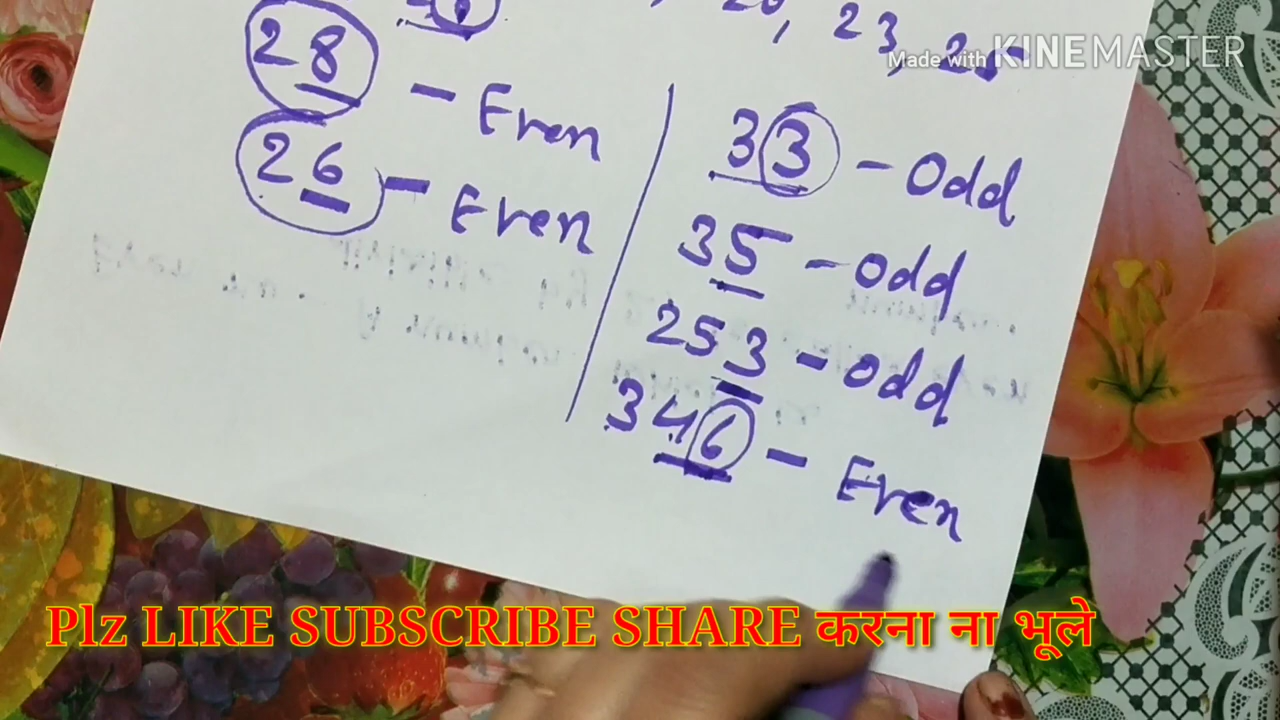 23, 25
Made with KINEMASTER
28 - Even
26 - Even
33 - Odd
35 - Odd
253 - Odd
346 - Even
Plz LIKE SUBSCRIBE SHARE करना ना भूले